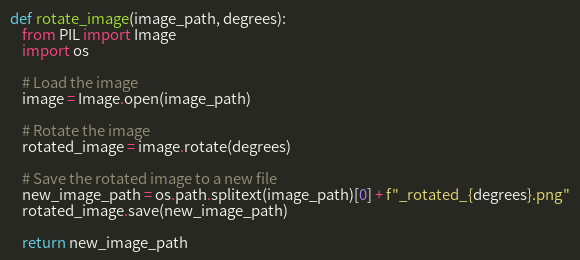 def rotate_image(image_path, degrees):
    from PIL import Image
    import os

    # Load the image
    image = Image.open(image_path)

    # Rotate the image
    rotated_image = image.rotate(degrees)

    # Save the rotated image to a new file
    new_image_path = os.path.splitext(image_path)[0] + f"_rotated_{degrees}.png"
    rotated_image.save(new_image_path)

    return new_image_path